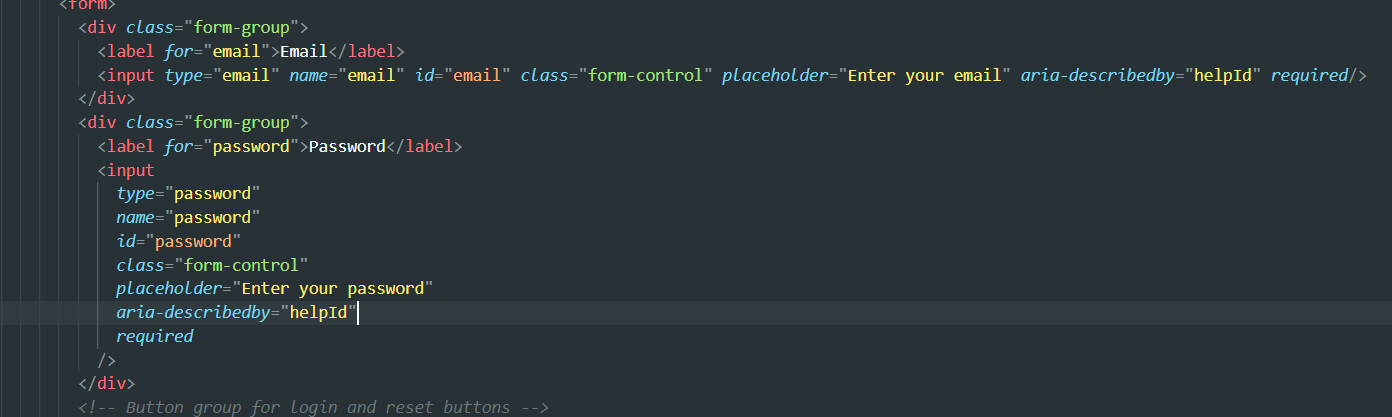 <form>
<div class="form-group">
<label for="email">Email</label>
<input type="email" name="email" id="email" class="form-control" placeholder="Enter your email" aria-describedby="helpId" required/>
</div>
<div class="form-group">
<label for="password">Password</label>
<input
type="password"
name="password"
id="password"
class="form-control"
placeholder="Enter your password"
aria-describedby="helpId"
required
/>
</div>
<!-- Button group for login and reset buttons -->